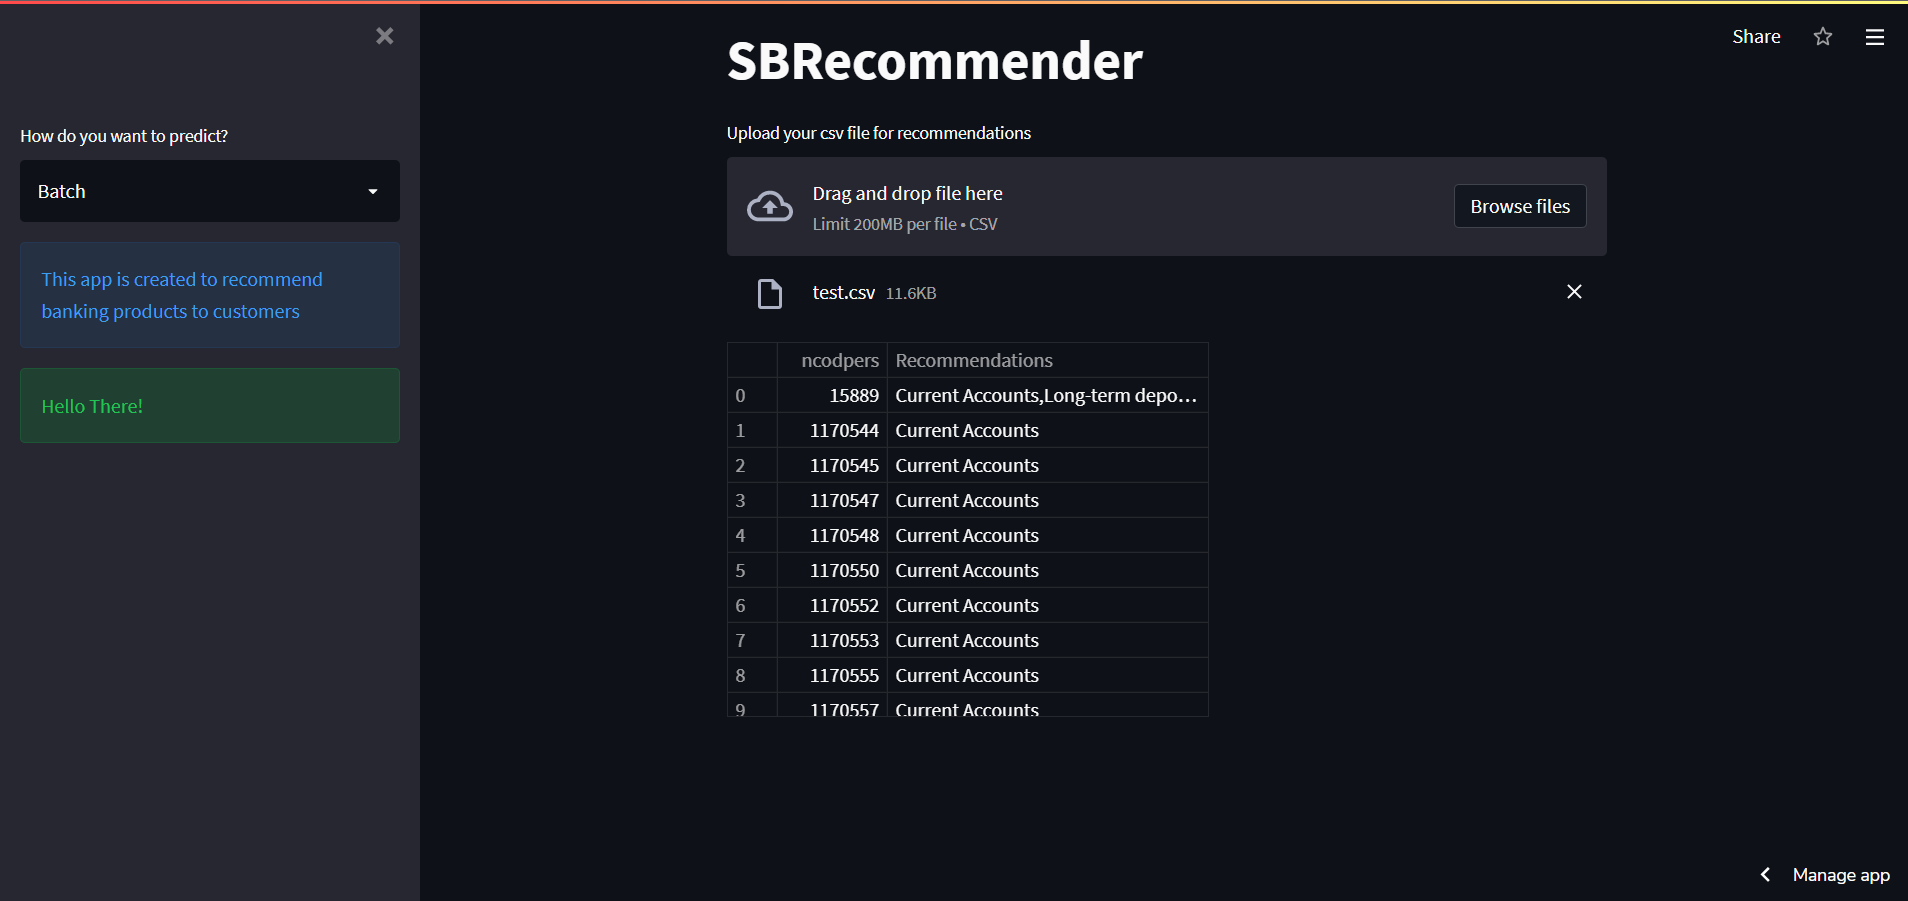 How do you want to predict?
Batch
This app is created to recommend
banking products to customers
Hello There!
Share
SBRecommender
Upload your csv file for recommendations
Drag and drop file here
Limit 200MB per file • CSV
Browse files
test.csv 11.6KB
ncodpers Recommendations
0 15889 Current Accounts,Long-term depo...
1 1170544 Current Accounts
2 1170545 Current Accounts
3 1170547 Current Accounts
4 1170548 Current Accounts
5 1170550 Current Accounts
6 1170552 Current Accounts
7 1170553 Current Accounts
8 1170555 Current Accounts
9 1170557 Current Accounts
Manage app